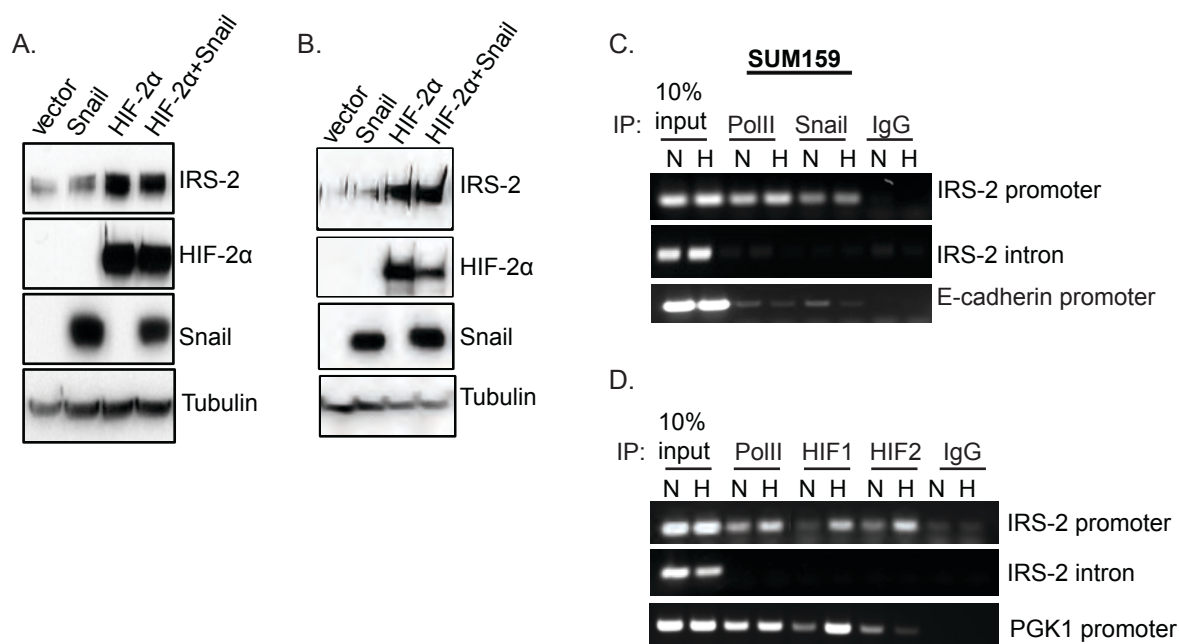 A.
vector Snail HIF-2α HIF-2α+Snail
IRS-2
HIF-2α
Snail
Tubulin
B.
vector Snail HIF-2α HIF-2α+Snail
IRS-2
HIF-2α
Snail
Tubulin
C.
SUM159
10%
IP: input PolII Snail IgG
N H N H N H N H
IRS-2 promoter
IRS-2 intron
E-cadherin promoter
D.
10%
IP: input PolII HIF1 HIF2 IgG
N H N H N H N H N H
IRS-2 promoter
IRS-2 intron
PGK1 promoter